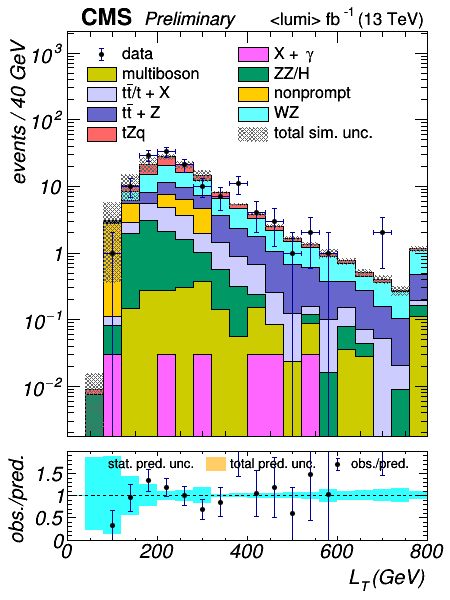 CMS Preliminary <lumi> fb⁻¹ (13 TeV)
events / 40 GeV
10³
10²
10
1
10⁻¹
10⁻²
data
multiboson
tt̄/t + X
tt̄ + Z
tZq
X + γ
ZZ/H
nonprompt
WZ
total sim. unc.
obs./pred.
1.5
1
0.5
0
stat. pred. unc. total pred. unc. obs./pred.
0 200 400 600 800
L_T(GeV)